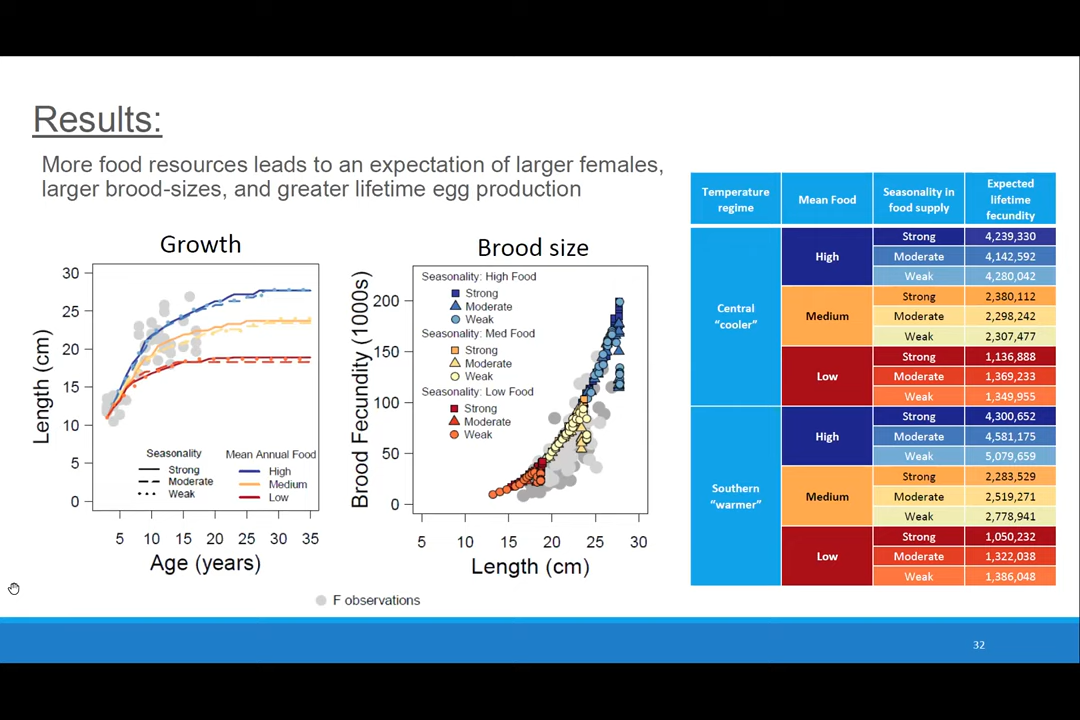 Results:
More food resources leads to an expectation of larger females,
larger brood-sizes, and greater lifetime egg production
Growth
30
25
20
15
10
5
0
Length (cm)
Seasonality
Strong
Moderate
Weak
Mean Annual Food
High
Medium
Low
5 10 15 20 25 30 35
Age (years)
Brood size
200
150
100
50
0
Brood Fecundity (1000s)
Seasonality: High Food
Strong
Moderate
Weak
Seasonality: Med Food
Strong
Moderate
Weak
Seasonality: Low Food
Strong
Moderate
Weak
5 10 15 20 25 30
Length (cm)
F observations
Temperature regime Mean Food Seasonality in food supply Expected lifetime fecundity
Central "cooler"
High
Strong 4,239,330
Moderate 4,142,592
Weak 4,280,042
Medium
Strong 2,380,112
Moderate 2,298,242
Weak 2,307,477
Low
Strong 1,136,888
Moderate 1,369,233
Weak 1,349,955
Southern "warmer"
High
Strong 4,300,652
Moderate 4,581,175
Weak 5,079,659
Medium
Strong 2,283,529
Moderate 2,519,271
Weak 2,778,941
Low
Strong 1,050,232
Moderate 1,322,038
Weak 1,386,048
32